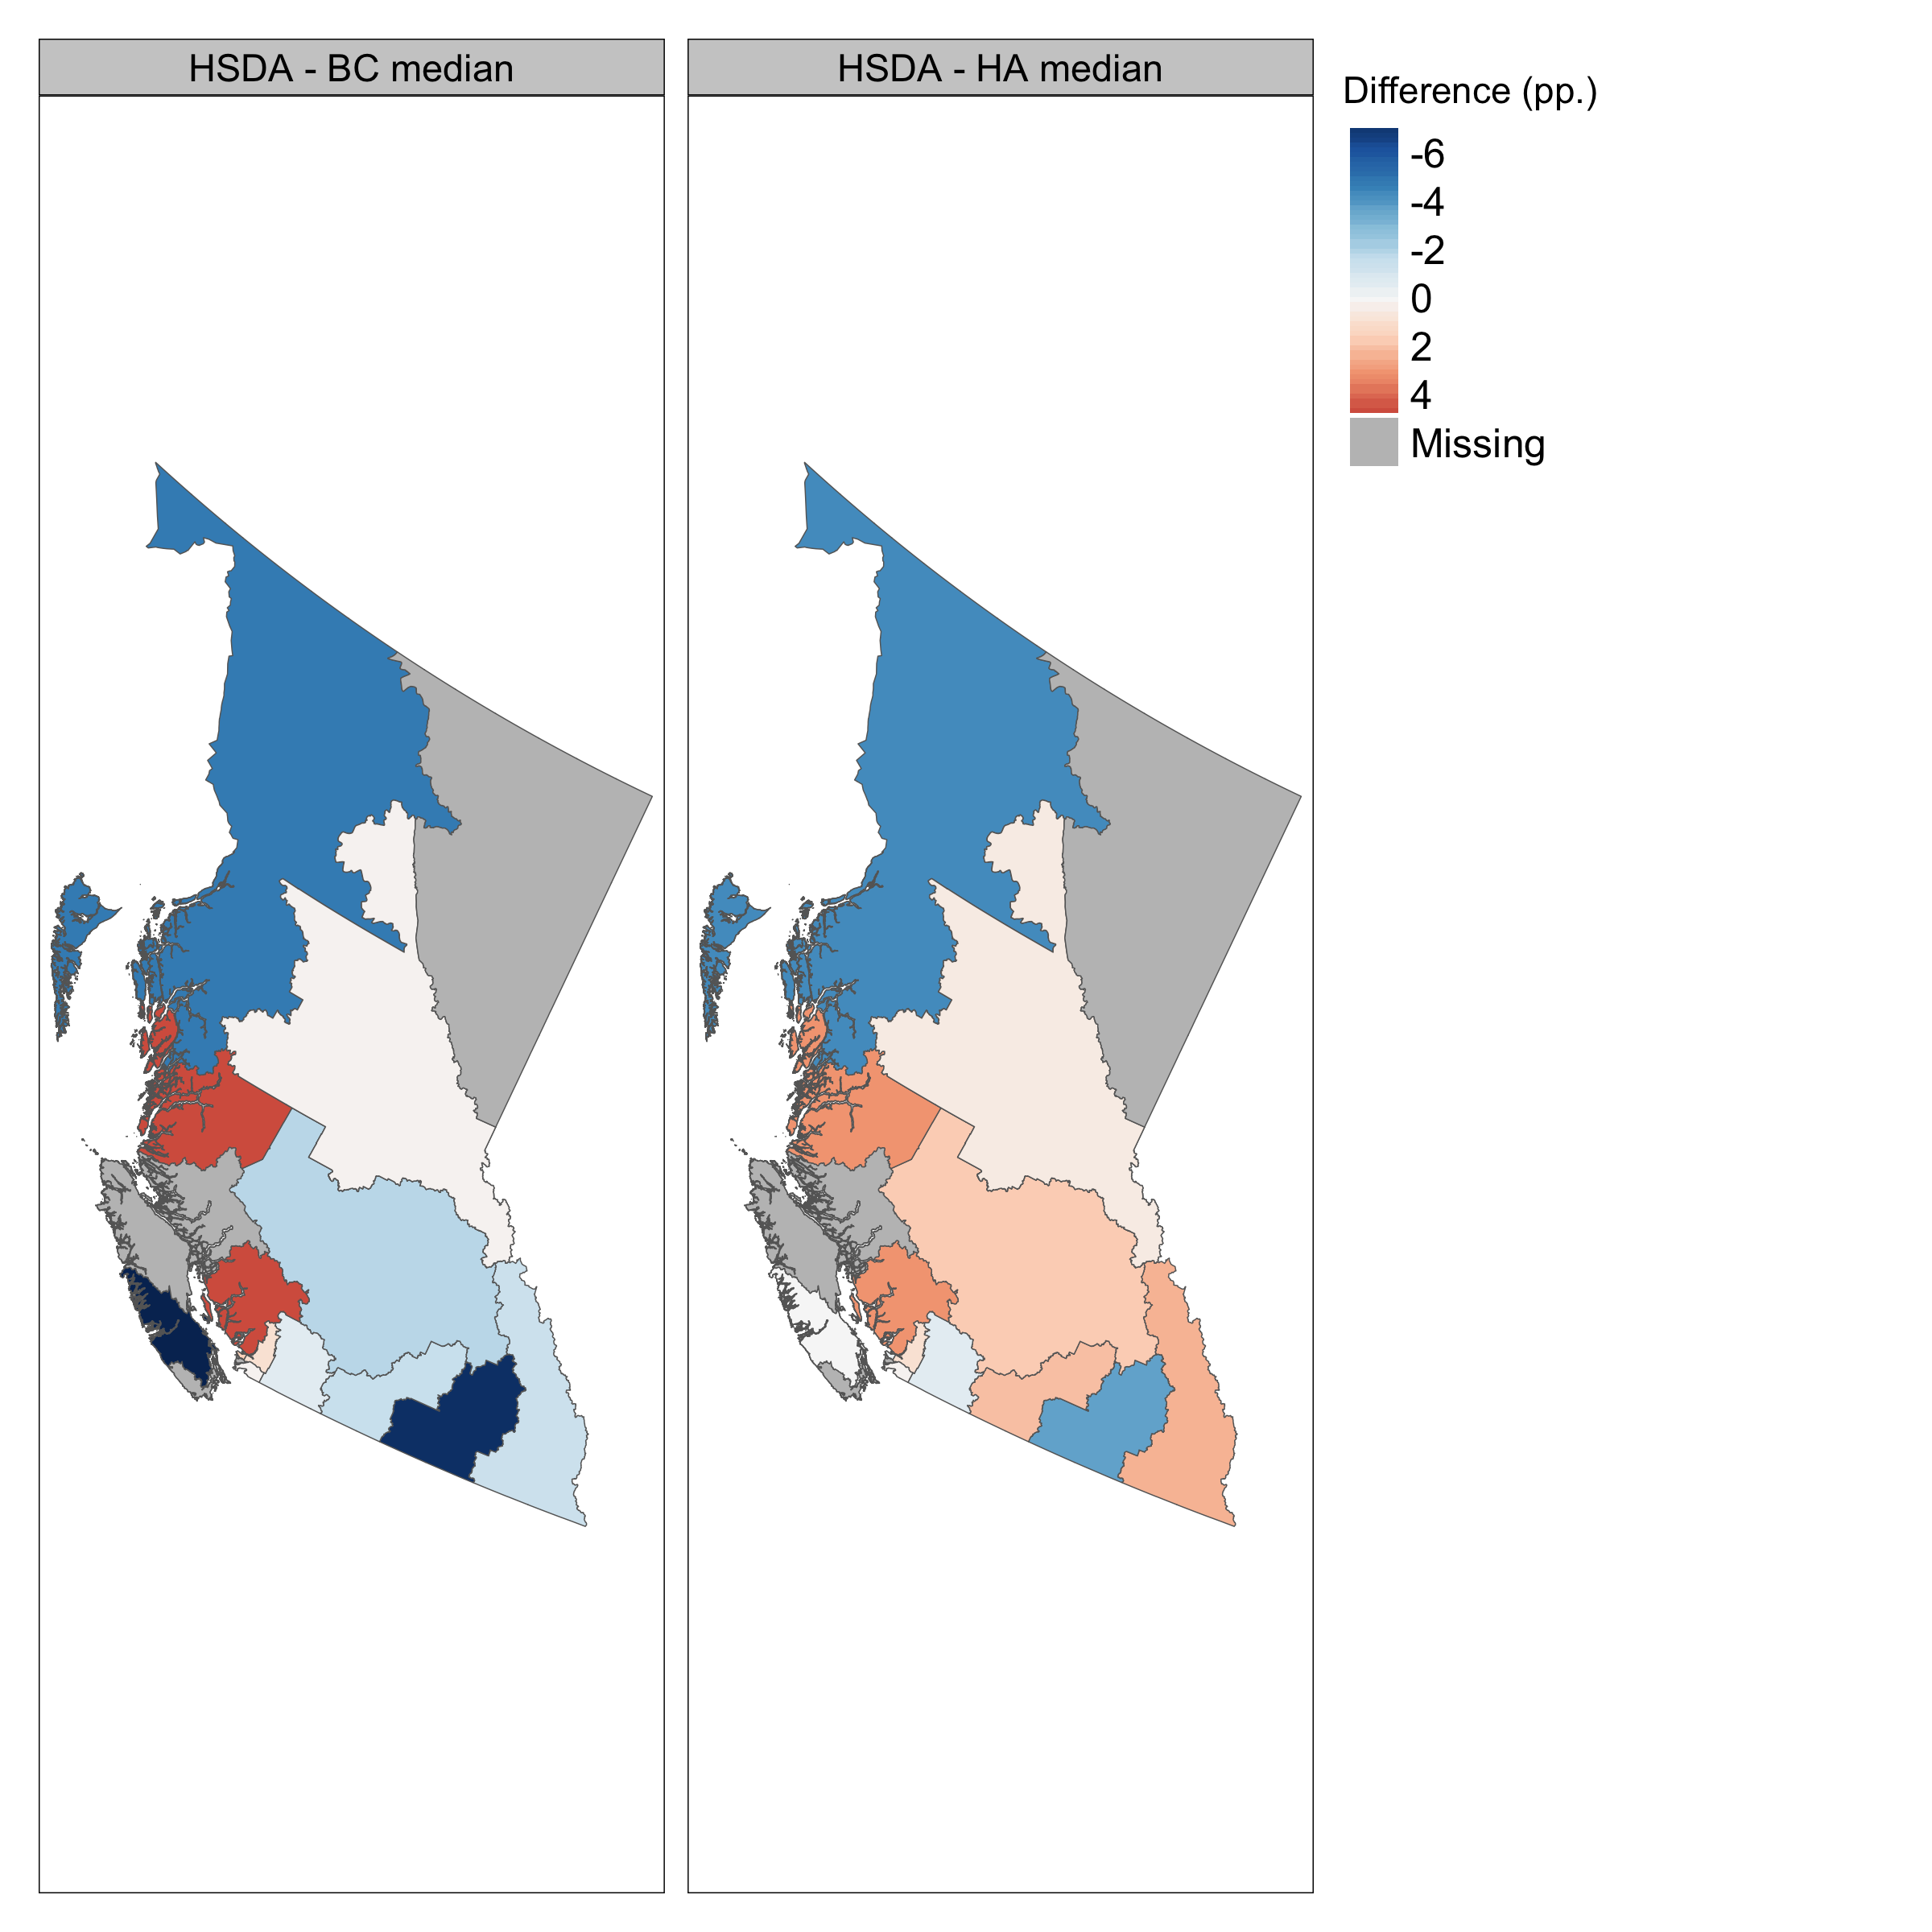 HSDA - BC median
HSDA - HA median
Difference (pp.)
-6
-4
-2
0
2
4
Missing